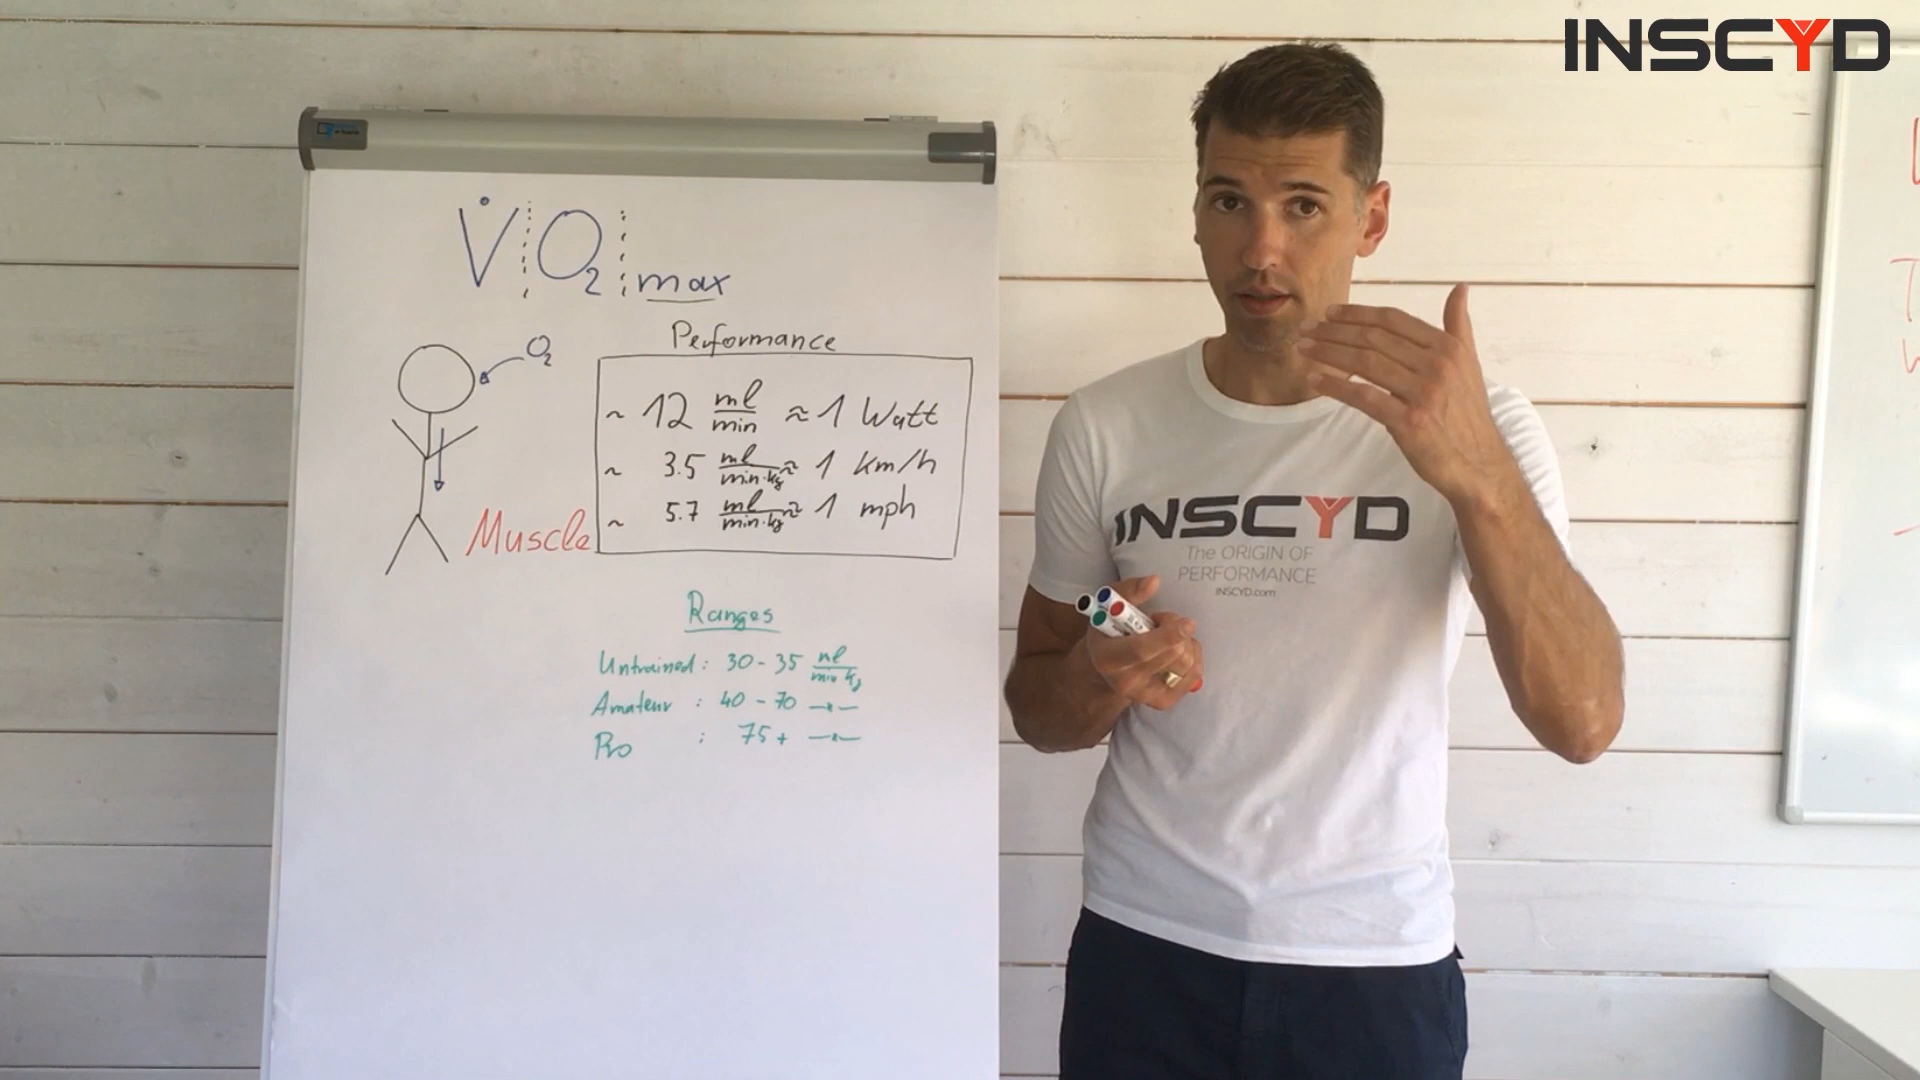 INSCYD
V̇ O₂ max
Performance
O₂
~ 12 ml/min ≈ 1 Watt
~ 3.5 ml/min·kg ≈ 1 km/h
~ 5.7 ml/min·kg ≈ 1 mph
Muscle
Ranges
Untrained: 30 - 35 ml/min kg
Amateur : 40 - 70 —"—
Pro : 75+ —"—
INSCYD
The ORIGIN OF
PERFORMANCE
INSCYD.com